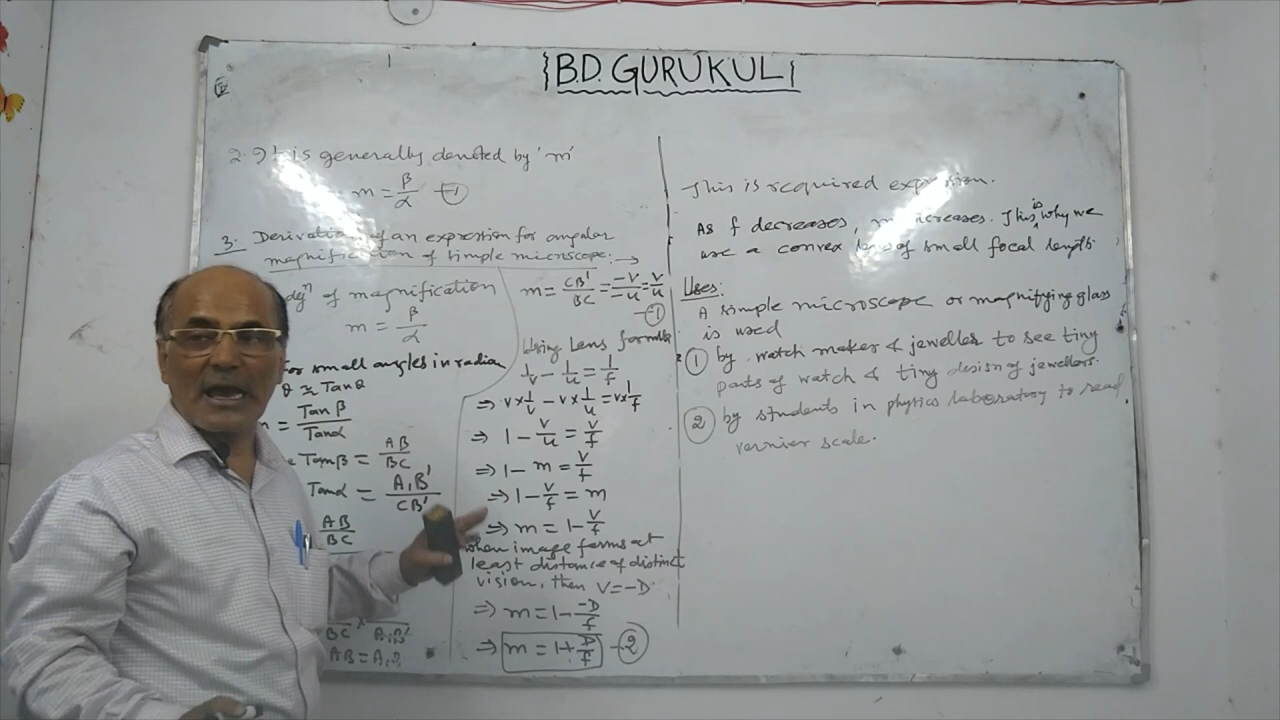 B.D. GURUKUL
2. It is generally denoted by 'm'
m = β/α -①
3. Derivation of an expression for angular
magnification of simple microscope: →
defⁿ of magnification
m = β/α
For small angles in radian
θ ≃ Tanθ
= Tanβ/Tanα
Tanβ = AB/BC
Tanα = A₁B'/CB'
AB/BC
BC × A₁B'
AB = A₁B'
m = CB'/BC = -V/-u = V/u
-①
Using Lens formula
1/V - 1/u = 1/f
⇒ V×1/V - V×1/u = V×1/f
⇒ 1 - V/u = V/f
⇒ 1 - m = V/f
⇒ 1 - V/f = m
⇒ m = 1 - V/f
when image forms at
least distance of distinct
vision, then V = -D
⇒ m = 1 - -D/f
⇒ m = 1 + D/f -②
This is required expression.
As f decreases, m increases. This is why we
use a convex lens of small focal length.
Uses:
A simple microscope or magnifying glass
is used
① by watch maker & jeweller to see tiny
parts of watch & tiny design of jewellers.
② by students in physics laboratory to read
vernier scale.